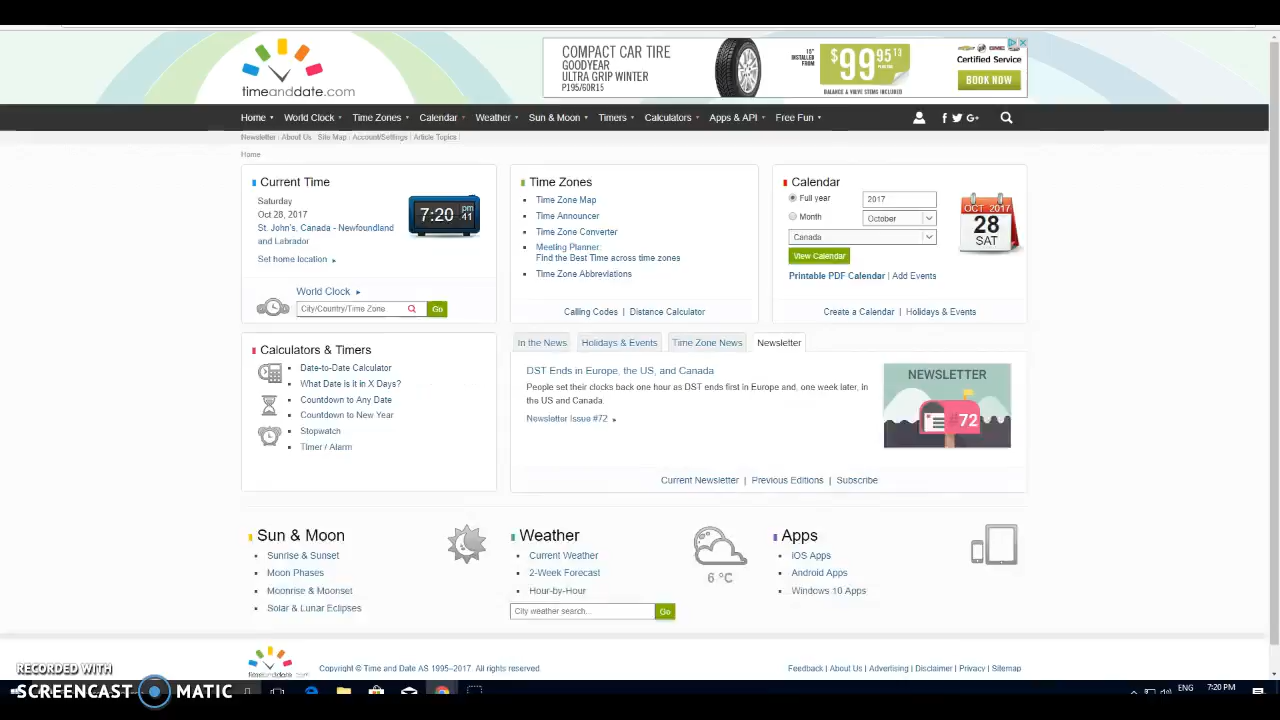 COMPACT CAR TIRE
GOODYEAR
ULTRA GRIP WINTER
P195/60R15
15"
INSTALLED
FROM
$99 95 13
BALANCE & VALVE STEMS INCLUDED
Certified Service
BOOK NOW
timeanddate.com
Home World Clock Time Zones Calendar Weather Sun & Moon Timers Calculators Apps & API Free Fun
Newsletter About Us Site Map Account/Settings Article Topics
Home
Current Time
Saturday
Oct 28, 2017
St. John's, Canada - Newfoundland
and Labrador
Set home location
7:20 pm 41
World Clock
City/Country/Time Zone
Go
Time Zones
Time Zone Map
Time Announcer
Time Zone Converter
Meeting Planner:
Find the Best Time across time zones
Time Zone Abbreviations
Calling Codes | Distance Calculator
Calendar
Full year 2017
Month October
Canada
View Calendar
Printable PDF Calendar | Add Events
OCT 2017
28
SAT
Create a Calendar | Holidays & Events
Calculators & Timers
Date-to-Date Calculator
What Date is it in X Days?
Countdown to Any Date
Countdown to New Year
Stopwatch
Timer / Alarm
In the News Holidays & Events Time Zone News Newsletter
DST Ends in Europe, the US, and Canada
People set their clocks back one hour as DST ends first in Europe and, one week later, in
the US and Canada.
Newsletter Issue #72
NEWSLETTER
#72
Current Newsletter | Previous Editions | Subscribe
Sun & Moon
Sunrise & Sunset
Moon Phases
Moonrise & Moonset
Solar & Lunar Eclipses
Weather
Current Weather
2-Week Forecast
Hour-by-Hour
City weather search...
Go
6 °C
Apps
iOS Apps
Android Apps
Windows 10 Apps
timeanddate.com
Copyright © Time and Date AS 1995–2017. All rights reserved.
Feedback | About Us | Advertising | Disclaimer | Privacy | Sitemap
RECORDED WITH
SCREENCAST MATIC
ENG 7:20 PM